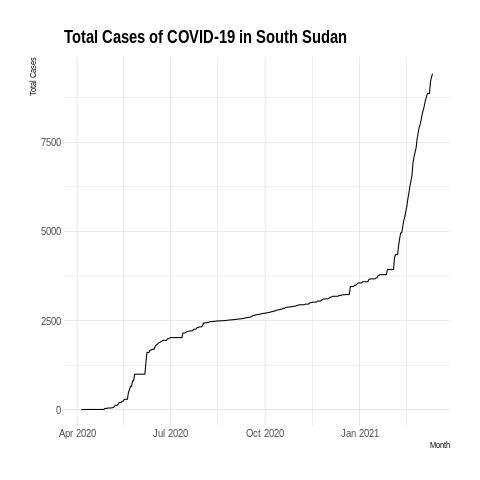 Total Cases of COVID-19 in South Sudan
Total Cases
7500
5000
2500
0
Apr 2020
Jul 2020
Oct 2020
Jan 2021
Month